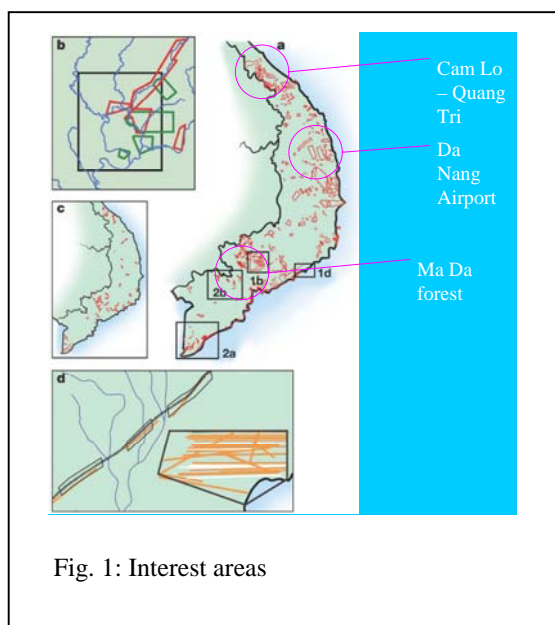 b
a
Cam Lo
– Quang
Tri
Da
Nang
Airport
c
Ma Da
forest
1b
1d
2b
2a
d
Fig. 1: Interest areas